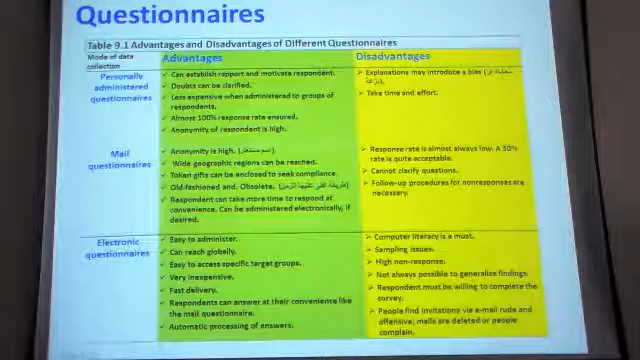 Questionnaires
Table 9.1 Advantages and Disadvantages of Different Questionnaires
Mode of data
collection
Advantages
Disadvantages
Personally
administered
questionnaires
✓ Can establish repport and motivate respondent.
✓ Doubts can be clarified.
✓ Less expensive when administered to groups of
respondents.
✓ Almost 100% response rate ensured.
✓ Anonymity of respondent is high.
➢ Explanations may introduce a bias
➢ Take time and effort.
Mail
questionnaires
✓ Anonymity is high.
✓ Wide geographic regions can be reached.
✓ Token gifts can be enclosed to seek compliance.
✓ Old-fashioned and. Obsolete. (طريقة عفى عليها الزمن)
✓ Respondent can take more time to respond at
convenience. Can be administered electronically, if
desired.
➢ Response rate is almost always low. A 30%
rate is quite acceptable.
➢ Cannot clarify questions.
➢ Follow-up procedures for nonresponses are
necessary.
Electronic
questionnaires
✓ Easy to administer.
✓ Can reach globally.
✓ Easy to access specific target groups.
✓ Very inexpensive.
✓ Fast delivery.
✓ Respondents can answer at their convenience like
the mail questionnaire.
✓ Automatic processing of answers.
➢ Computer literacy is a must.
➢ Sampling issues.
➢ High non-response.
➢ Not always possible to generalize findings.
➢ Respondent must be willing to complete the
survey.
➢ People find invitations via e-mail rude and
offensive; mails are deleted or people
complain.